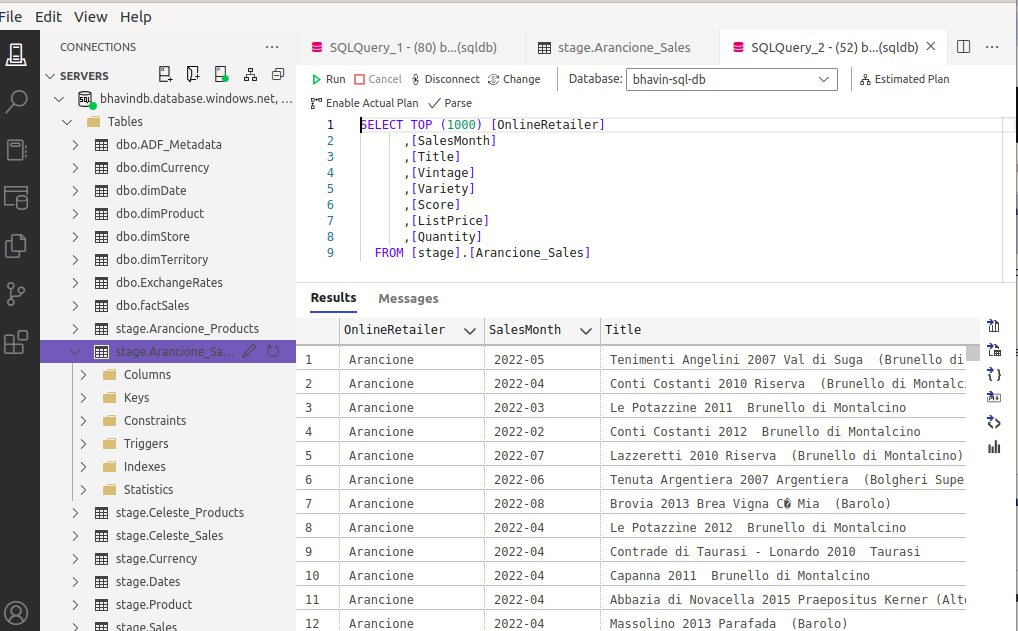 File Edit View Help
CONNECTIONS
SQLQuery_1 - (80) b...(sqldb)
stage.Arancione_Sales
SQLQuery_2 - (52) b...(sqldb)
SERVERS
bhavindb.database.windows.net, ...
Tables
dbo.ADF_Metadata
dbo.dimCurrency
dbo.dimDate
dbo.dimProduct
dbo.dimStore
dbo.dimTerritory
dbo.ExchangeRates
dbo.factSales
stage.Arancione_Products
stage.Arancione_Sa...
Columns
Keys
Constraints
Triggers
Indexes
Statistics
stage.Celeste_Products
stage.Celeste_Sales
stage.Currency
stage.Dates
stage.Product
stage.Sales
Run Cancel Disconnect Change Database: bhavin-sql-db Estimated Plan
Enable Actual Plan Parse
1 SELECT TOP (1000) [OnlineRetailer]
2 ,[SalesMonth]
3 ,[Title]
4 ,[Vintage]
5 ,[Variety]
6 ,[Score]
7 ,[ListPrice]
8 ,[Quantity]
9 FROM [stage].[Arancione_Sales]
Results Messages
OnlineRetailer SalesMonth Title
1 Arancione 2022-05 Tenimenti Angelini 2007 Val di Suga  (Brunello di
2 Arancione 2022-04 Conti Costanti 2010 Riserva  (Brunello di Montalc
3 Arancione 2022-03 Le Potazzine 2011  Brunello di Montalcino
4 Arancione 2022-02 Conti Costanti 2012  Brunello di Montalcino
5 Arancione 2022-07 Lazzeretti 2010 Riserva  (Brunello di Montalcino)
6 Arancione 2022-06 Tenuta Argentiera 2007 Argentiera  (Bolgheri Supe
7 Arancione 2022-08 Brovia 2013 Brea Vigna C� Mia  (Barolo)
8 Arancione 2022-04 Le Potazzine 2012  Brunello di Montalcino
9 Arancione 2022-04 Contrade di Taurasi - Lonardo 2010  Taurasi
10 Arancione 2022-04 Capanna 2011  Brunello di Montalcino
11 Arancione 2022-04 Abbazia di Novacella 2015 Praepositus Kerner (Alt
12 Arancione 2022-04 Massolino 2013 Parafada  (Barolo)